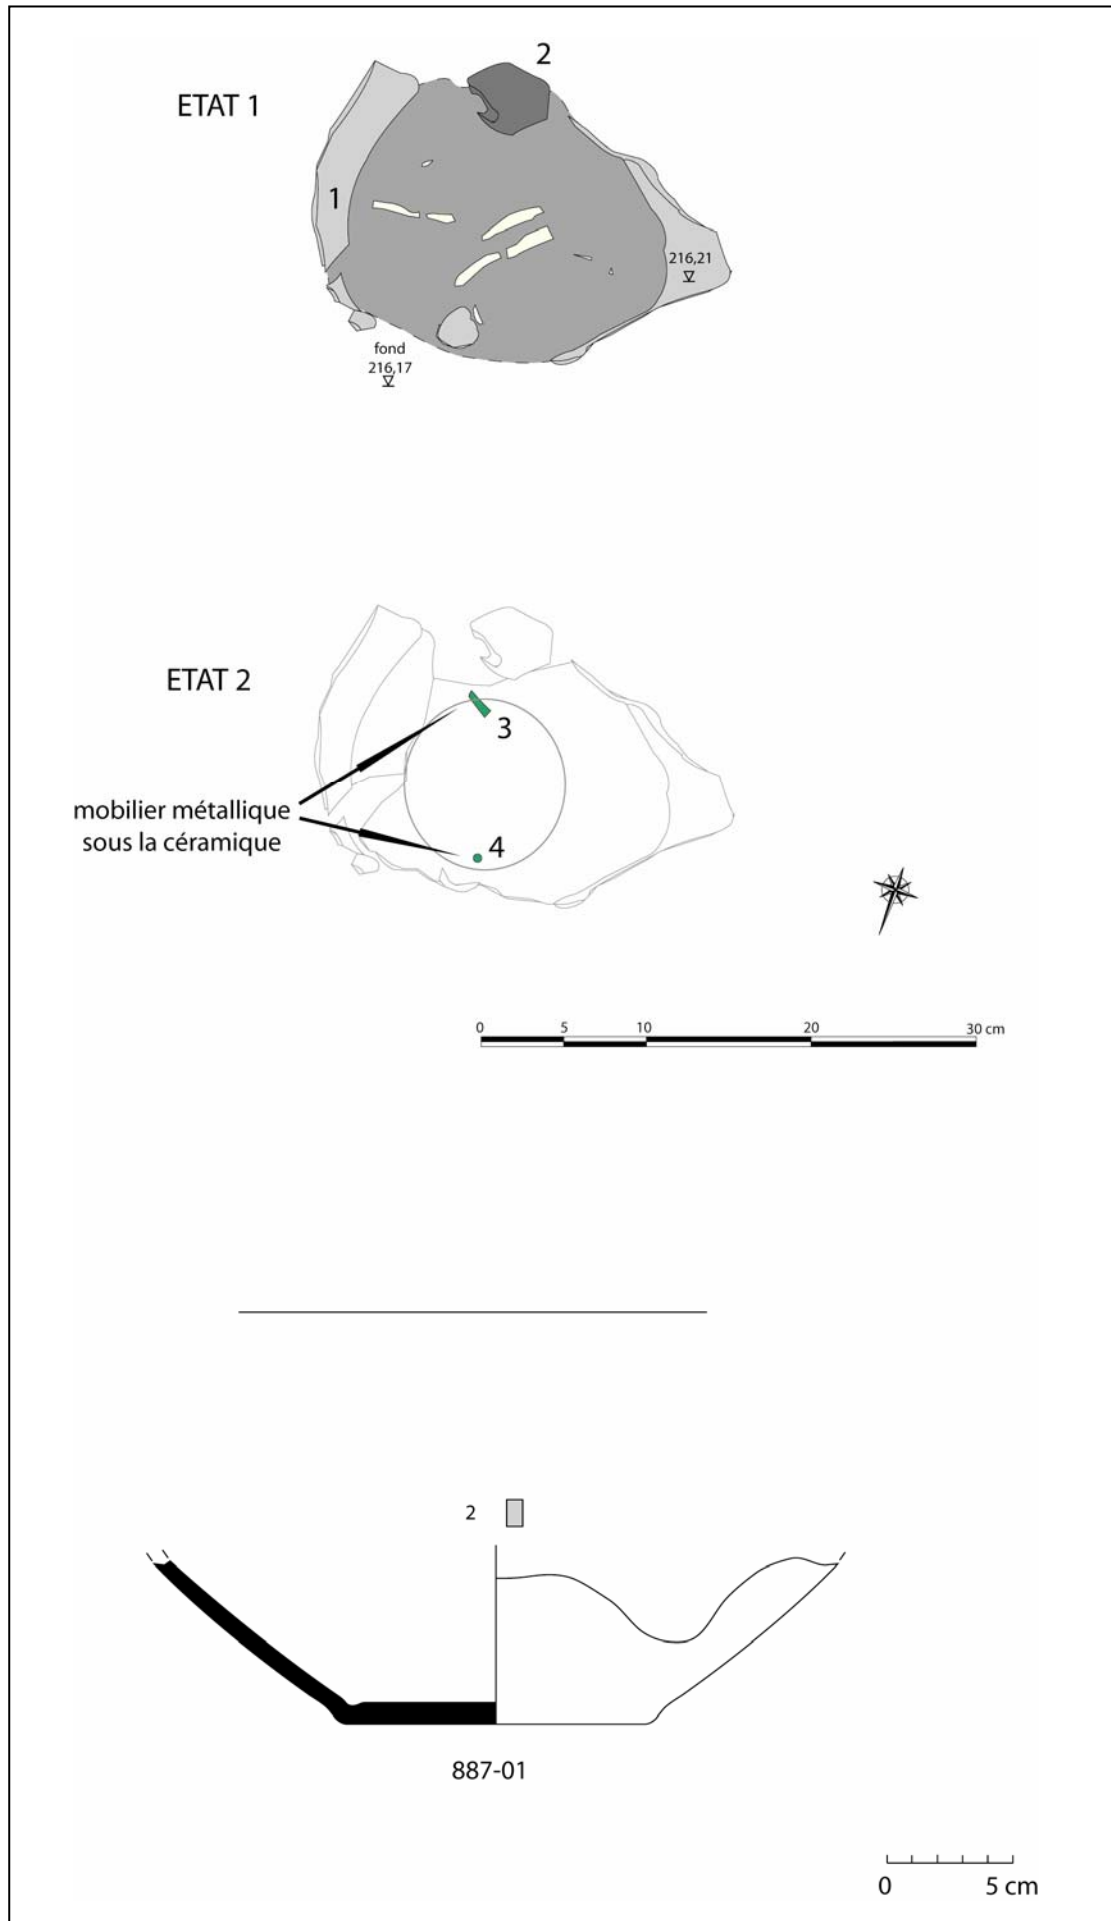 2
ETAT 1
1
216,21
fond
216,17
ETAT 2
3
mobilier métallique
sous la céramique
4
0 5 10 20 30 cm
2
887-01
0 5 cm